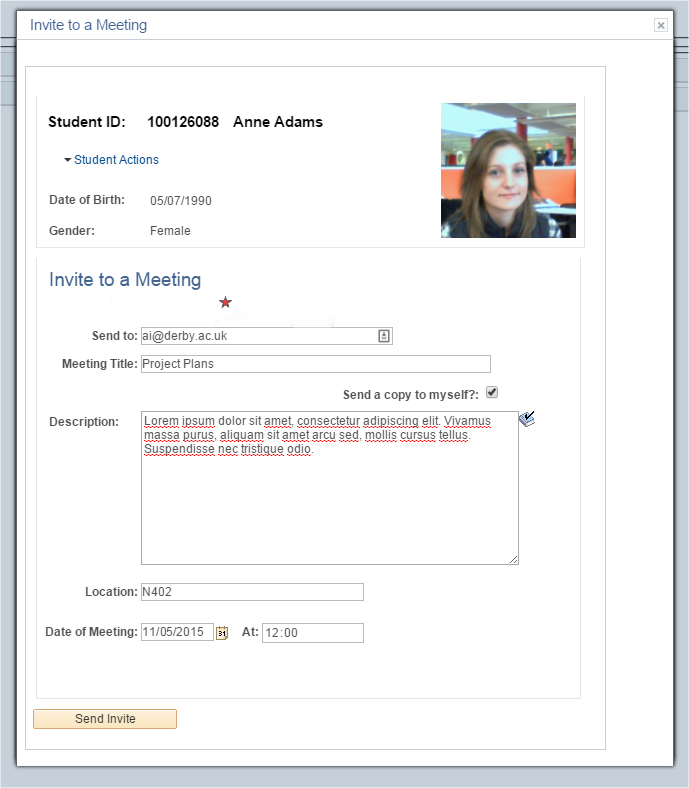 Invite to a Meeting
Student ID: 100126088 Anne Adams
Student Actions
Date of Birth: 05/07/1990
Gender: Female
Invite to a Meeting
Send to: ai@derby.ac.uk
Meeting Title: Project Plans
Send a copy to myself?:
Description: Lorem ipsum dolor sit amet, consectetur adipiscing elit. Vivamus
massa purus, aliquam sit amet arcu sed, mollis cursus tellus.
Suspendisse nec tristique odio.
Location: N402
Date of Meeting: 11/05/2015 31 At: 12:00
Send Invite